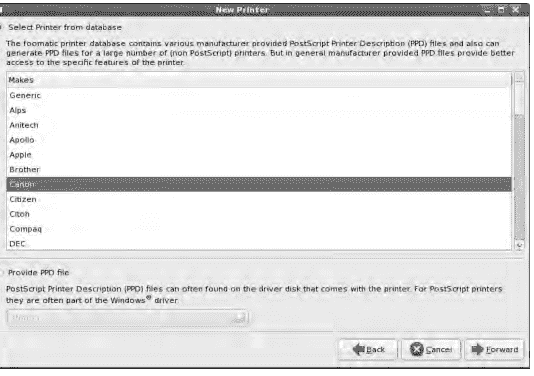 New Printer
Select Printer from database
The foomatic printer database contains various manufacturer provided PostScript Printer Description (PPD) files and also can
generate PPD files for a large number of (non PostScript) printers. But in general manufacturer provided PPD files provide better
access to the specific features of the printer.
Makes
Generic
Alps
Anitech
Apollo
Apple
Brother
Canon
Citizen
Citoh
Compaq
DEC
Provide PPD file
PostScript Printer Description (PPD) files can often found on the driver disk that comes with the printer. For PostScript printers
they are often part of the Windows® driver.
Back
Cancel
Forward